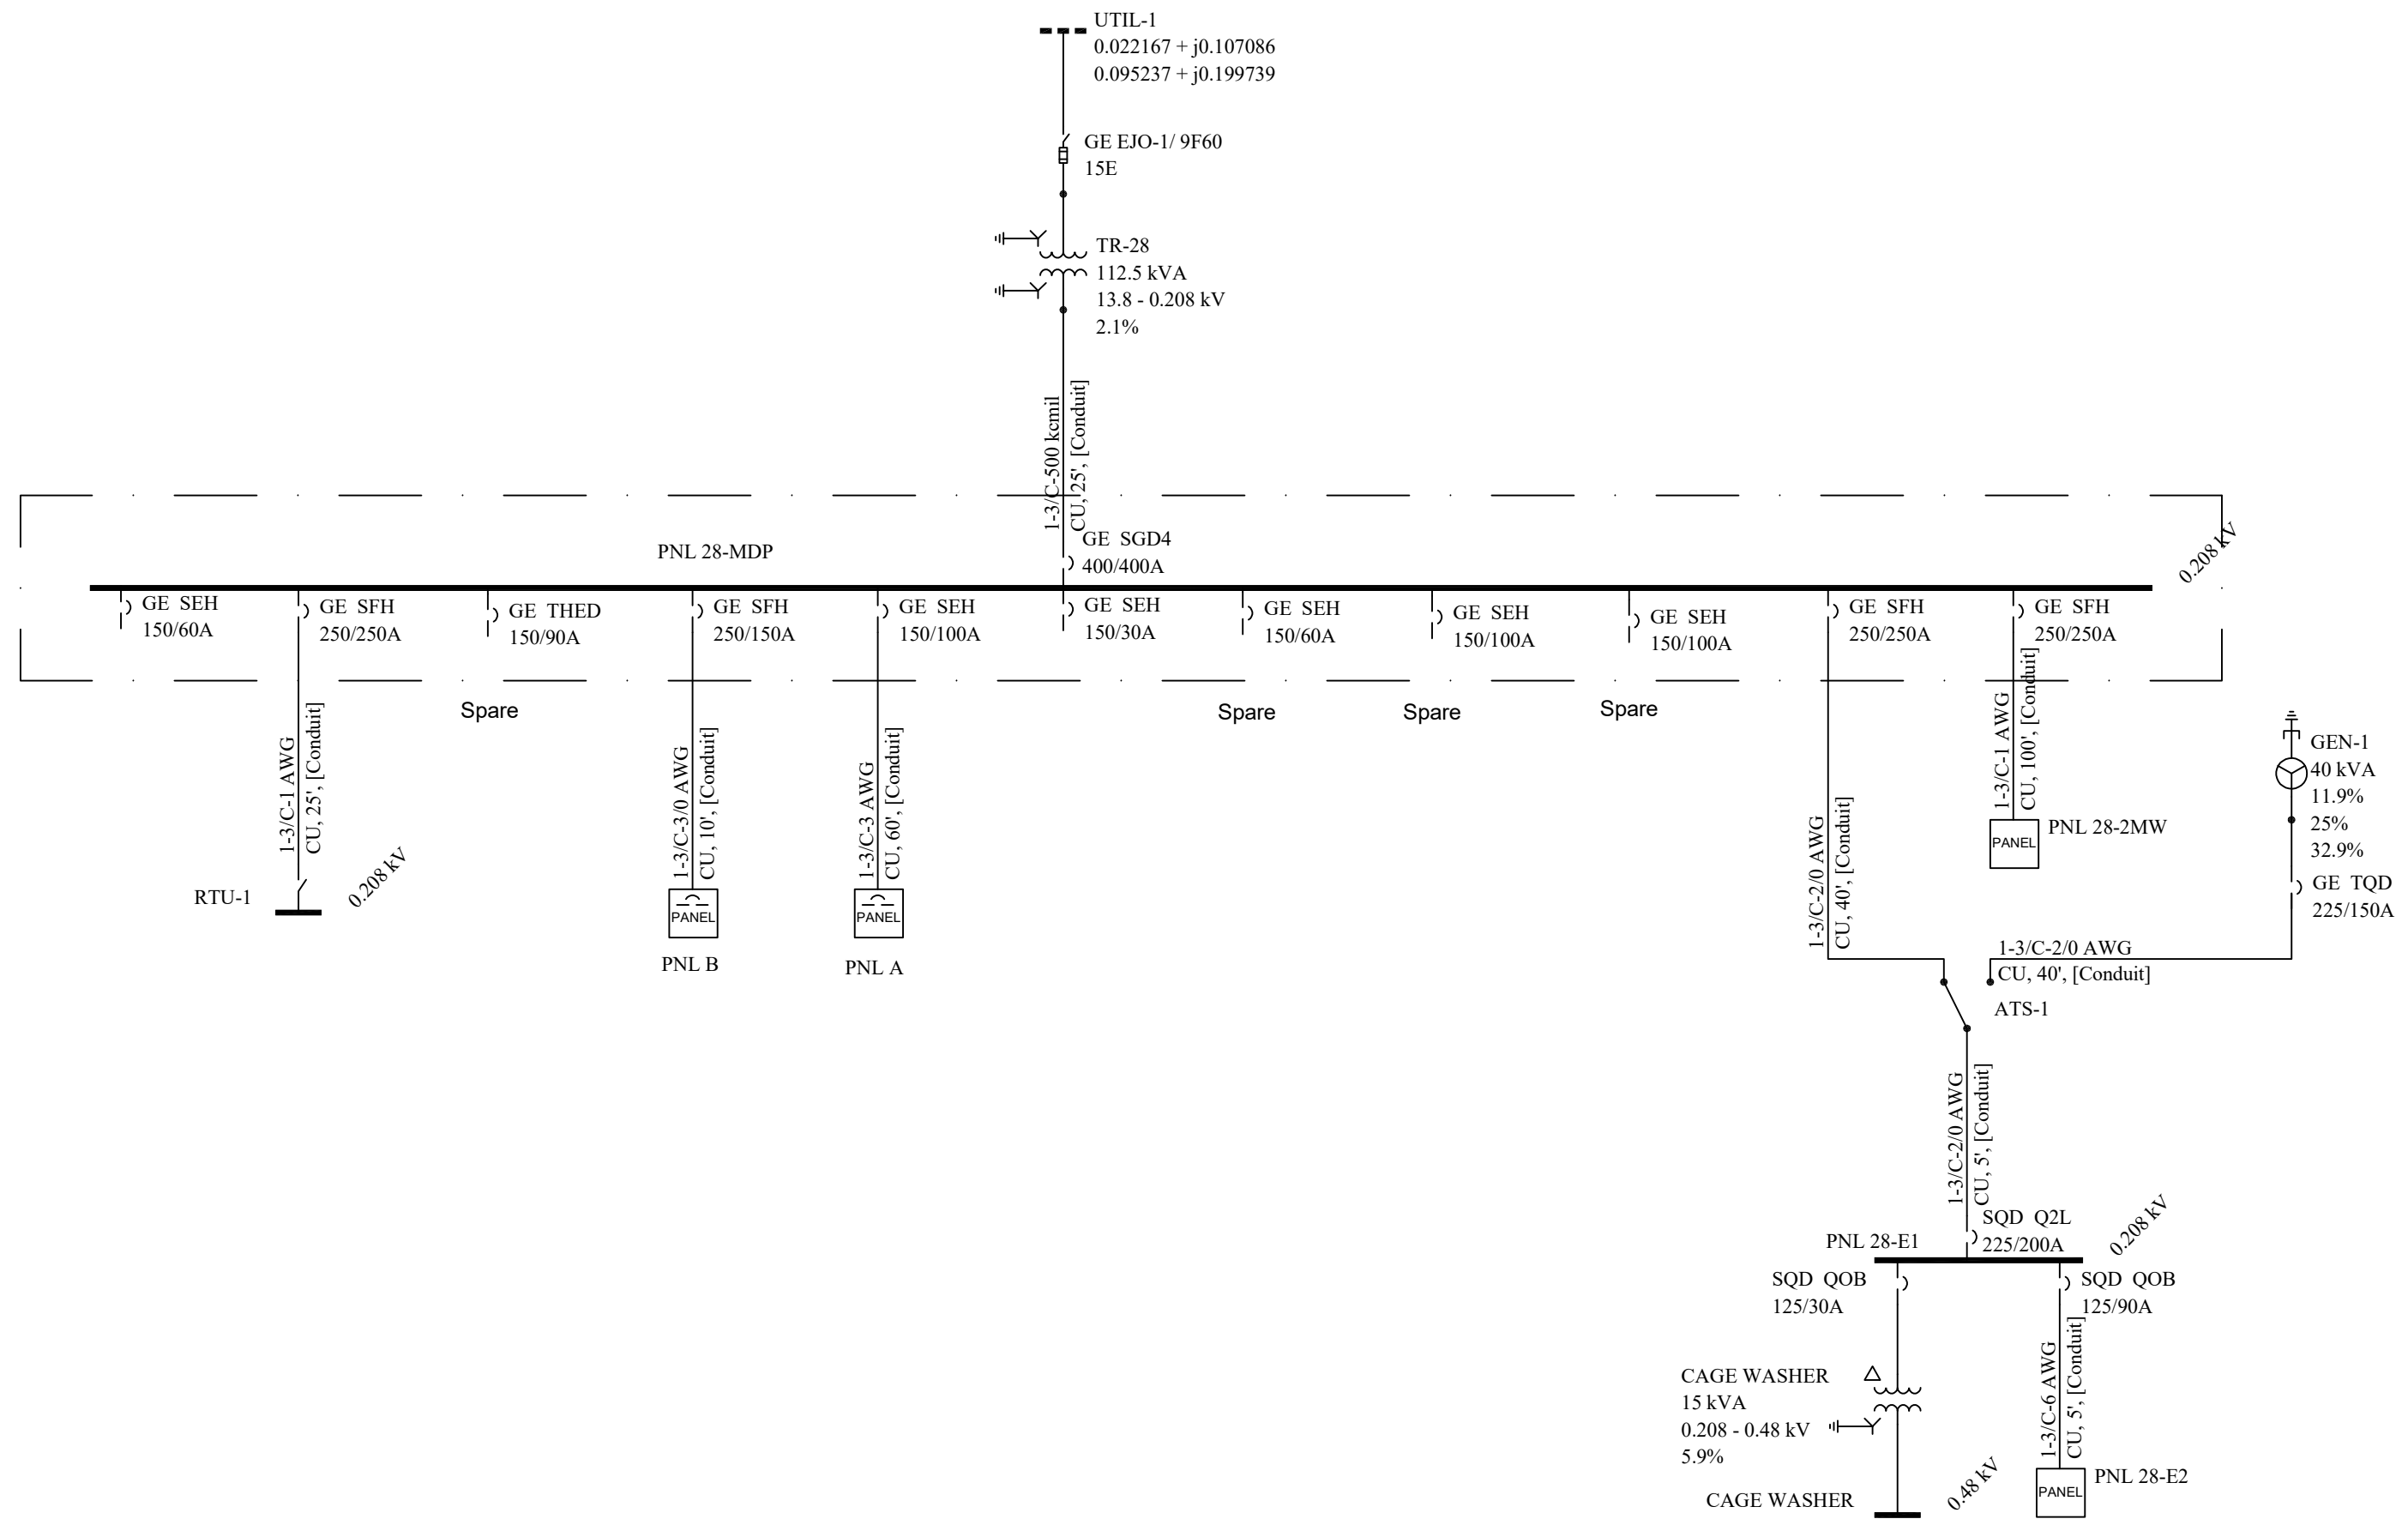 UTIL-1
0.022167 + j0.107086
0.095237 + j0.199739
GE EJO-1/ 9F60
15E
TR-28
112.5 kVA
13.8 - 0.208 kV
2.1%
1-3/C-500 kcmil
CU, 25', [Conduit]
PNL 28-MDP
GE SGD4
400/400A
0.208 kV
GE SEH
150/60A
GE SFH
250/250A
GE THED
150/90A
GE SFH
250/150A
GE SEH
150/100A
GE SEH
150/30A
GE SEH
150/60A
GE SEH
150/100A
GE SEH
150/100A
GE SFH
250/250A
GE SFH
250/250A
Spare
Spare
Spare
Spare
1-3/C-1 AWG
CU, 25', [Conduit]
RTU-1
0.208 kV
1-3/C-3/0 AWG
CU, 10', [Conduit]
PANEL
PNL B
1-3/C-3 AWG
CU, 60', [Conduit]
PANEL
PNL A
1-3/C-2/0 AWG
CU, 40', [Conduit]
1-3/C-1 AWG
CU, 100', [Conduit]
PANEL
PNL 28-2MW
GEN-1
40 kVA
11.9%
25%
32.9%
GE TQD
225/150A
1-3/C-2/0 AWG
CU, 40', [Conduit]
ATS-1
1-3/C-2/0 AWG
CU, 5', [Conduit]
SQD Q2L
225/200A
PNL 28-E1
0.208 kV
SQD QOB
125/30A
SQD QOB
125/90A
CAGE WASHER
15 kVA
0.208 - 0.48 kV
5.9%
1-3/C-6 AWG
CU, 5', [Conduit]
CAGE WASHER
0.48 kV
PANEL
PNL 28-E2